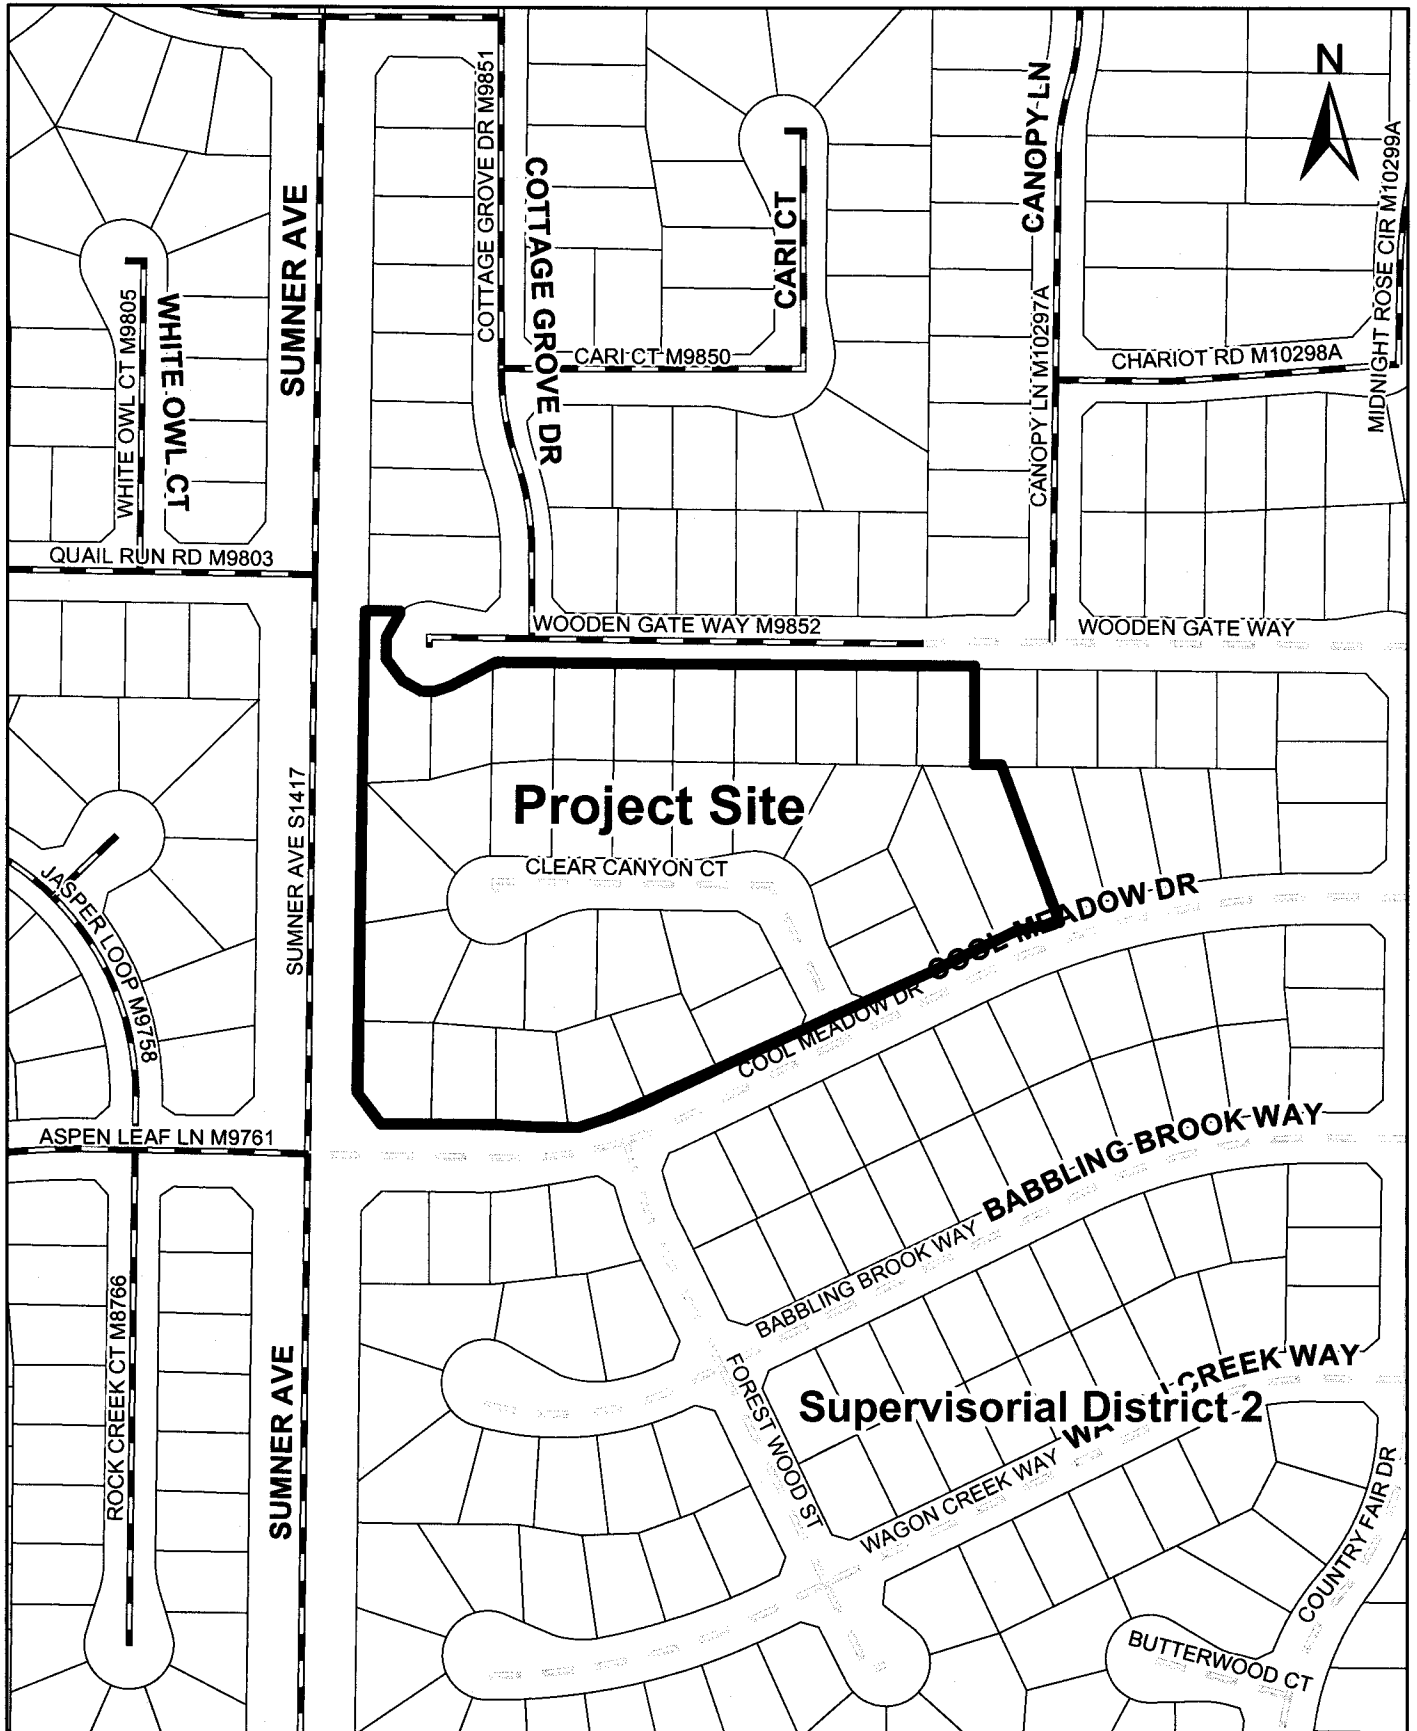 N
COTTAGE GROVE DR M9851
CANOPY LN
MIDNIGHT ROSE CIR M10299A
SUMNER AVE
COTTAGE GROVE DR
CARI CT
WHITE OWL CT M9805
WHITE OWL CT
CANOPY LN M10297A
CARI CT M9850
CHARIOT RD M10298A
QUAIL RUN RD M9803
WOODEN GATE WAY M9852
WOODEN GATE WAY
SUMNER AVE S1417
Project Site
CLEAR CANYON CT
JASPER LOOP M9758
COOL MEADOW DR
COOL MEADOW DR
ASPEN LEAF LN M9761
BABBLING BROOK WAY
BABBLING BROOK WAY
ROCK CREEK CT M8766
SUMNER AVE
FOREST WOOD ST
CREEK WAY
Supervisorial District 2
WAGON CREEK WAY
COUNTRY FAIR DR
BUTTERWOOD CT